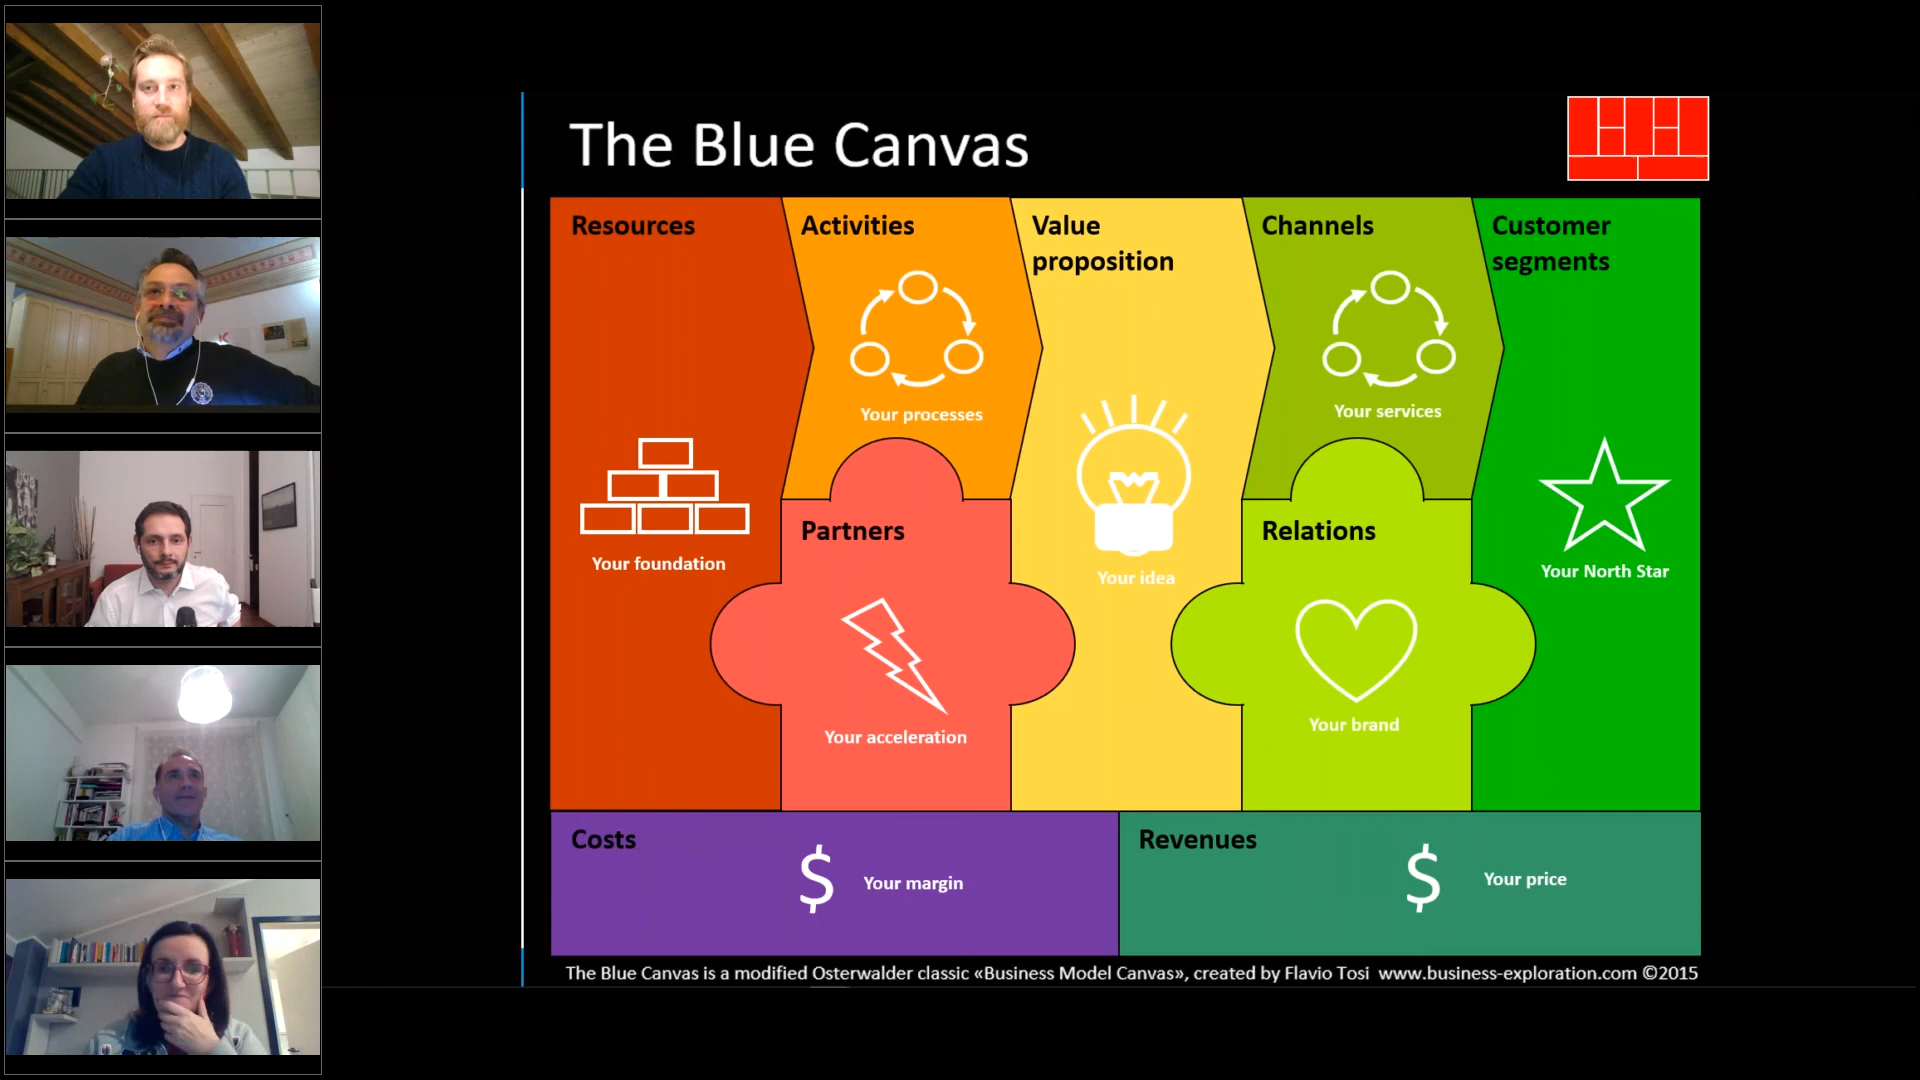 The Blue Canvas
Resources
Activities
Value
proposition
Channels
Customer
segments
Your processes
Your services
Partners
Relations
Your foundation
Your idea
Your North Star
Your acceleration
Your brand
Costs
$
Your margin
Revenues
$
Your price
The Blue Canvas is a modified Osterwalder classic «Business Model Canvas», created by Flavio Tosi www.business-exploration.com ©2015